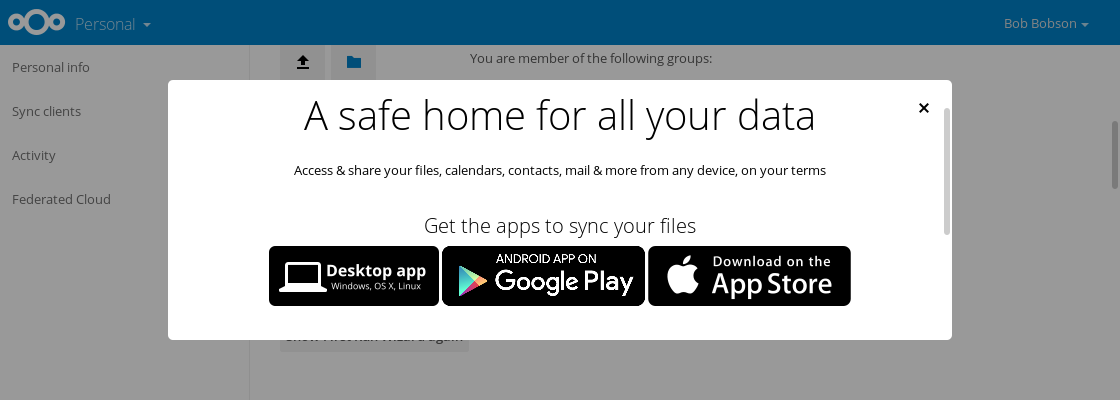 Personal
Bob Bobson
Personal info
Sync clients
Activity
Federated Cloud
You are member of the following groups:
A safe home for all your data
Access & share your files, calendars, contacts, mail & more from any device, on your terms
Get the apps to sync your files
Desktop app
Windows, OS X, Linux
ANDROID APP ON
Google Play
Download on the
App Store